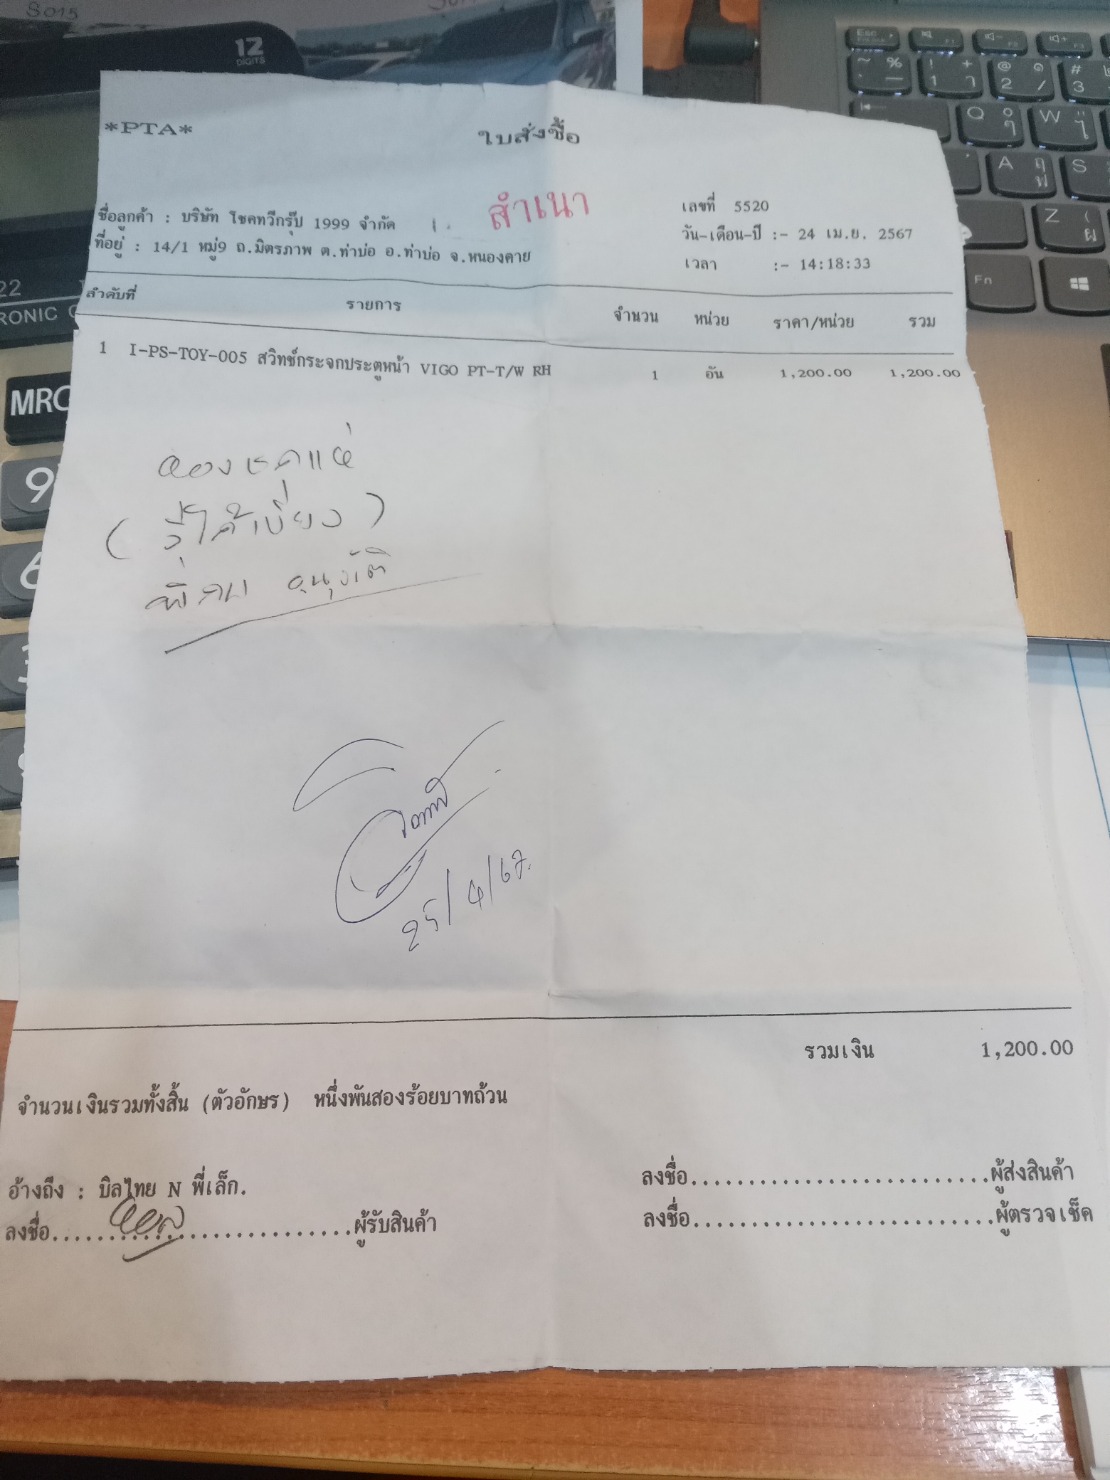 12
DIGITS
*PTA*
ใบสั่งซื้อ
สำเนา
ชื่อลูกค้า : บริษัท โชคทวีกรุ๊ป 1999 จำกัด
ที่อยู่ : 14/1 หมู่9 ถ.มิตรภาพ ต.ท่าบ่อ อ.ท่าบ่อ จ.หนองคาย
เลขที่ 5520
วัน-เดือน-ปี :- 24 เม.ย. 2567
เวลา :- 14:18:33
ลำดับที่ รายการ จำนวน หน่วย ราคา/หน่วย รวม
1 I-PS-TOY-005 สวิทช์กระจกประตูหน้า VIGO PT-T/W RH 1 อัน 1,200.00 1,200.00
25/4/67.
รวมเงิน 1,200.00
จำนวนเงินรวมทั้งสิ้น (ตัวอักษร) หนึ่งพันสองร้อยบาทถ้วน
อ้างถึง : บิลไทย N พี่เล็ก.
ลงชื่อ............................ผู้รับสินค้า
ลงชื่อ............................ผู้ส่งสินค้า
ลงชื่อ............................ผู้ตรวจเช็ค